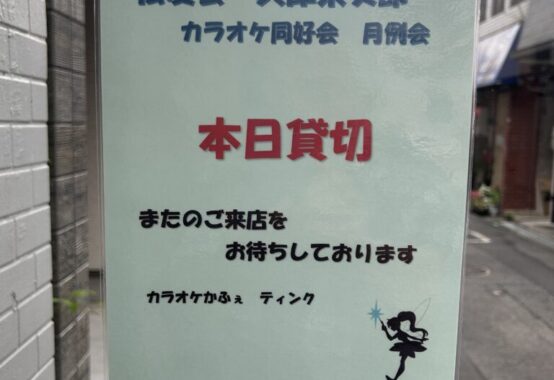 カラオケ同好会 月例会
本日貸切
またのご来店を
お待ちしております
カラオケかふぇ ティンク